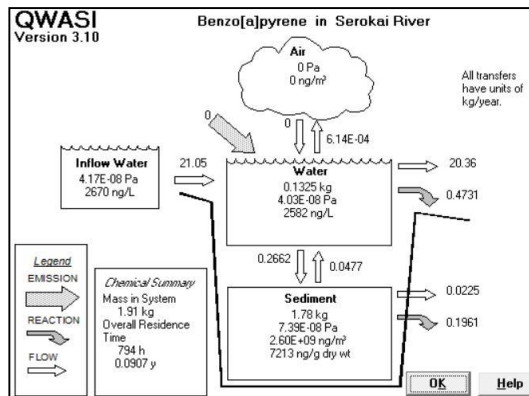 QWASI
Version 3.10
Benzo[a]pyrene in Serokai River
Air
0 Pa
0 ng/m³
All transfers
have units of
kg/year.
0
0
6.14E-04
Inflow Water
4.17E-08 Pa
2670 ng/L
21.05
Water
0.1325 kg
4.03E-08 Pa
2582 ng/L
20.36
0.4731
0.2662
0.0477
Legend
EMISSION
REACTION
FLOW
Chemical Summary
Mass in System
1.91 kg
Overall Residence
Time
794 h
0.0907 y
Sediment
1.78 kg
7.39E-08 Pa
2.60E+09 ng/m³
7213 ng/g dry wt
0.0225
0.1961
OK
Help